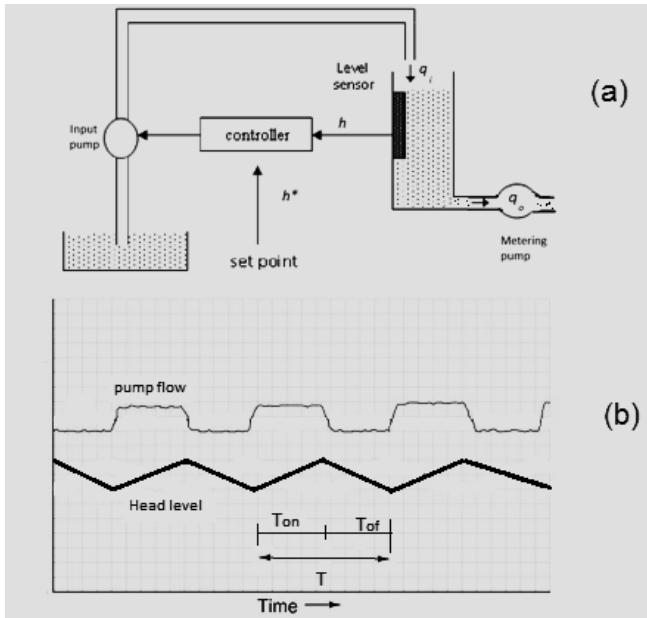 Level
sensor
q i
(a)
Input
pump
controller
h
h*
q o
Metering
pump
set point
pump flow
(b)
Head level
Ton
Tof
T
Time